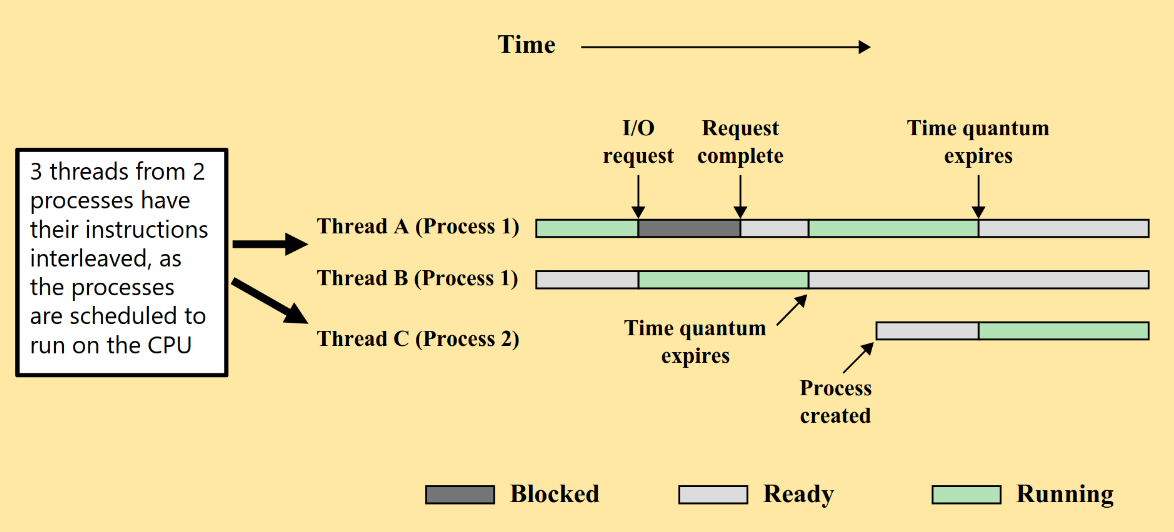 Time
I/O
request
Request
complete
Time quantum
expires
3 threads from 2
processes have
their instructions
interleaved, as
the processes
are scheduled to
run on the CPU
Thread A (Process 1)
Thread B (Process 1)
Thread C (Process 2)
Time quantum
expires
Process
created
Blocked
Ready
Running